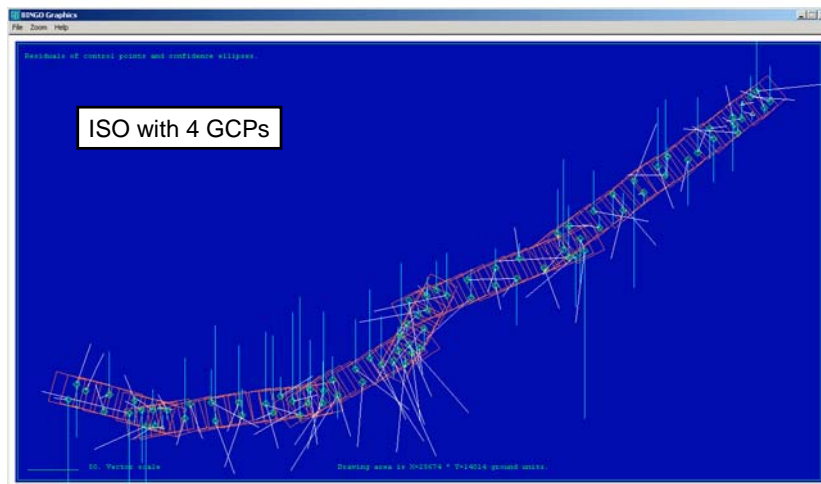 BINGO Graphics
File Zoom Help
Residuals of control points and confidence ellipses.
ISO with 4 GCPs
50. Vector scale
Drawing area is X=29674 * Y=14014 ground units.